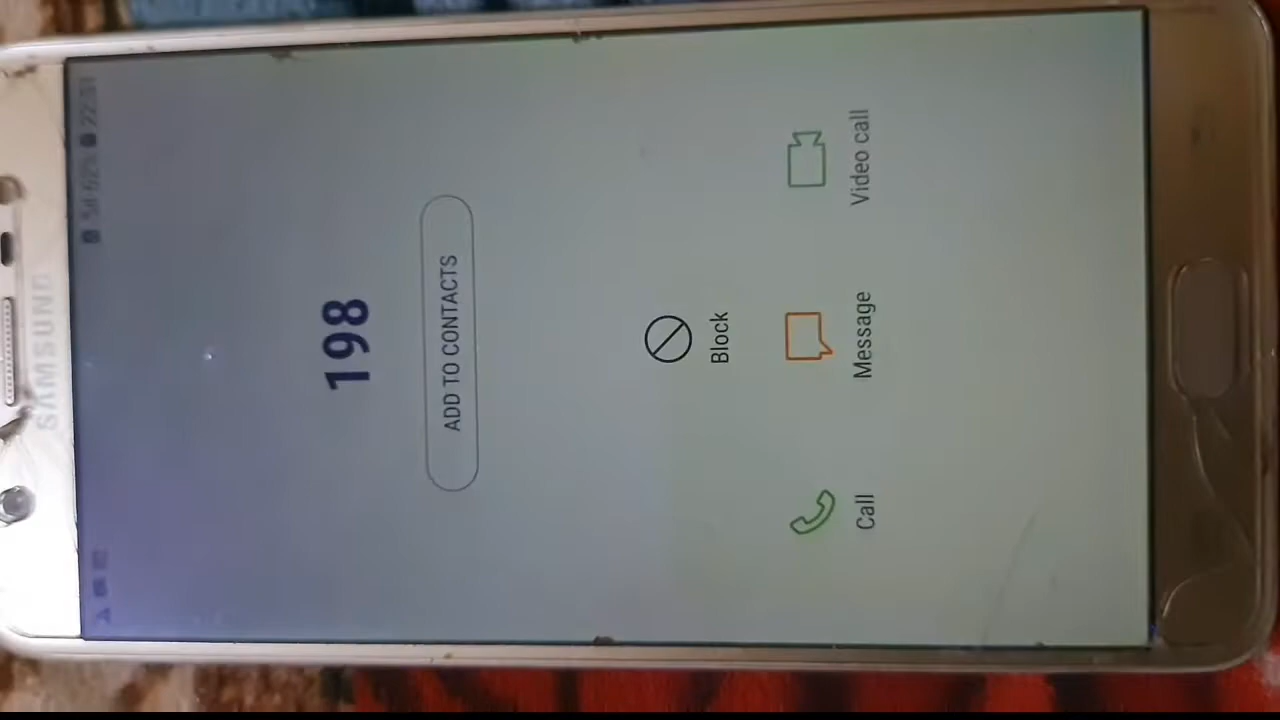 SAMSUNG
198
ADD TO CONTACTS
Block
Call
Message
Video call